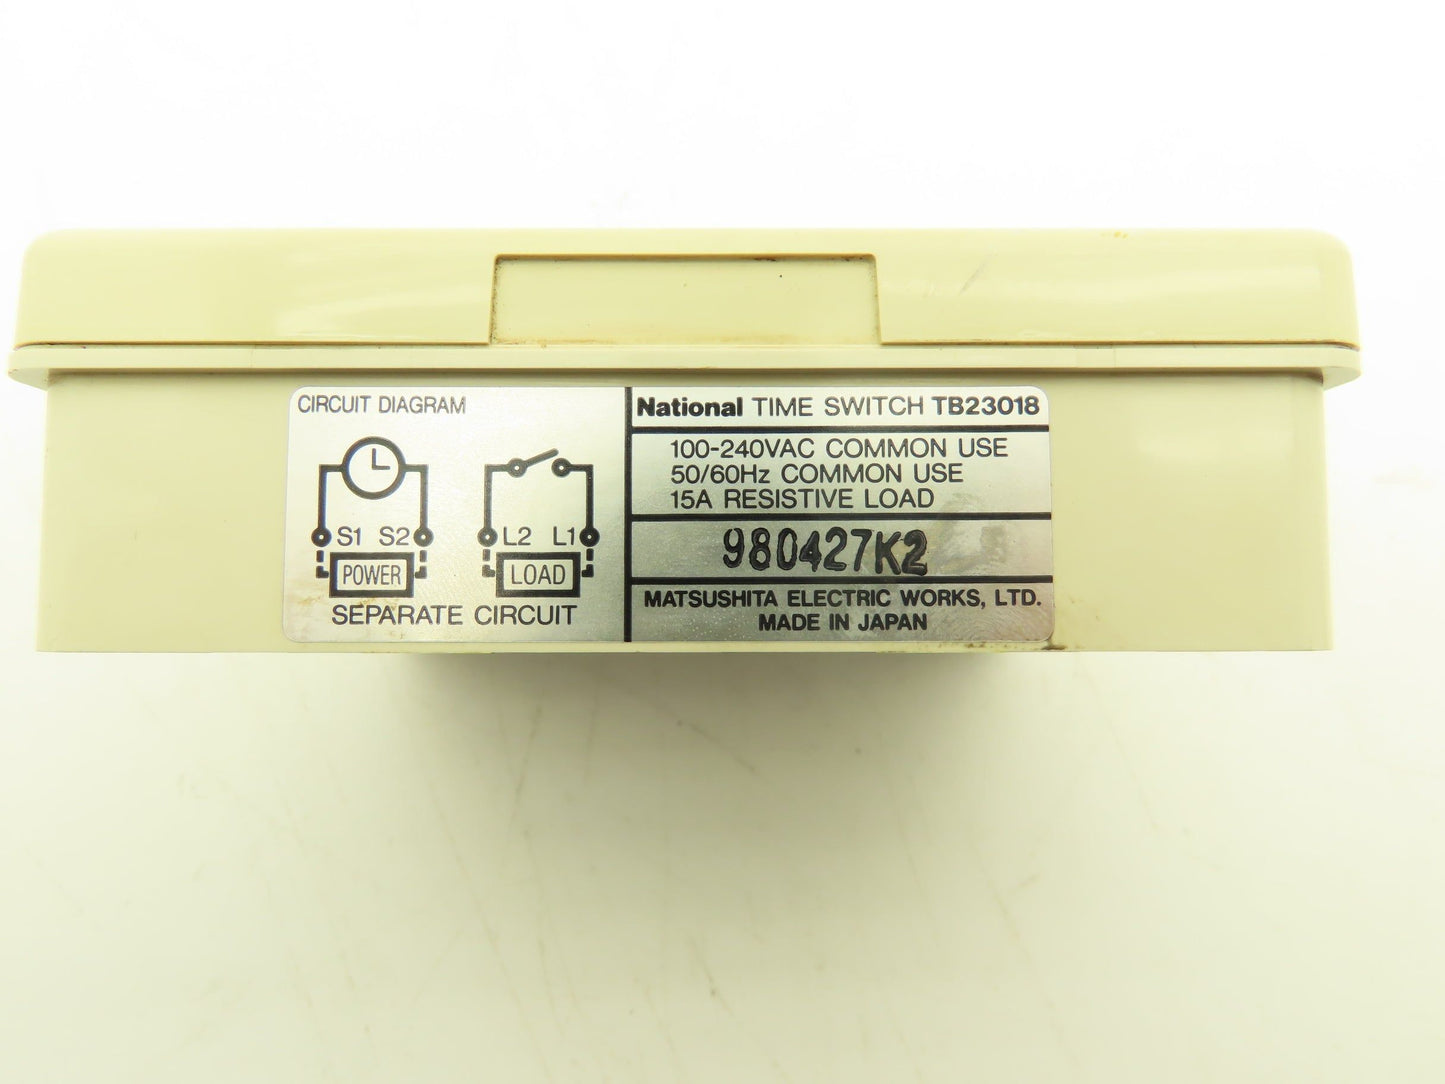 CIRCUIT DIAGRAM
S1 S2
POWER
L2 L1
LOAD
SEPARATE CIRCUIT
National TIME SWITCH TB23018
100-240VAC COMMON USE
50/60Hz COMMON USE
15A RESISTIVE LOAD
980427K2
MATSUSHITA ELECTRIC WORKS, LTD.
MADE IN JAPAN